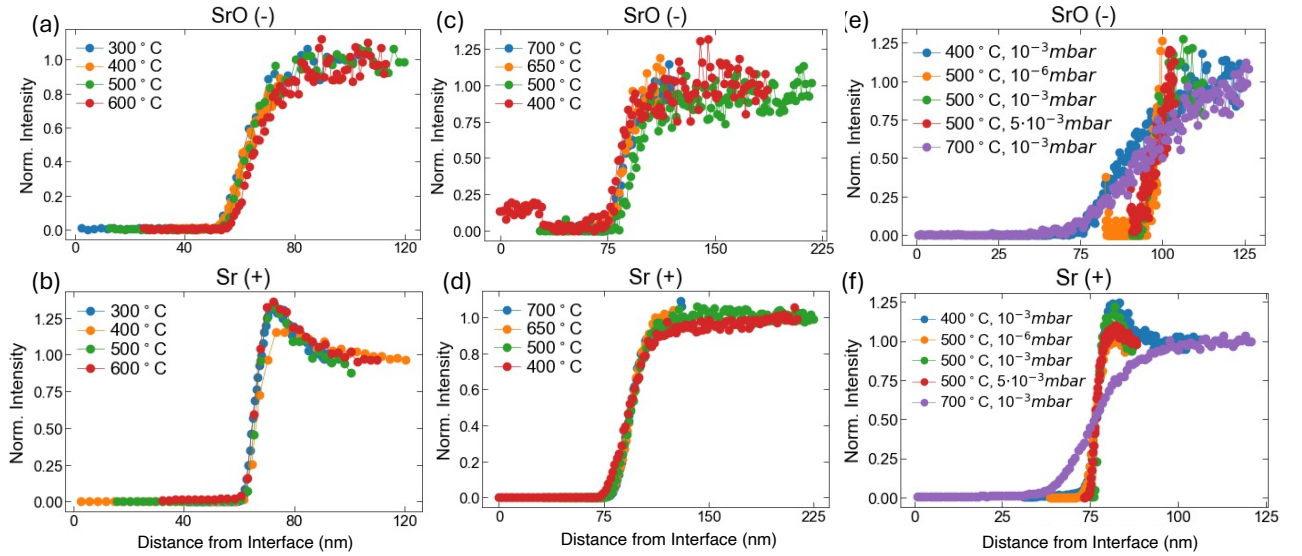 (a)
SrO (-)
300°C
400°C
500°C
600°C
Norm. Intensity
1.0
0.8
0.6
0.4
0.2
0.0
0
40
80
120
(c)
SrO (-)
700°C
650°C
500°C
400°C
Norm. Intensity
1.25
1.00
0.75
0.50
0.25
0.00
0
75
150
225
(e)
SrO (-)
400°C, 10⁻³mbar
500°C, 10⁻⁶mbar
500°C, 10⁻³mbar
500°C, 5·10⁻³mbar
700°C, 10⁻³mbar
Norm. Intensity
1.25
1.00
0.75
0.50
0.25
0.00
0
25
50
75
100
125
(b)
Sr (+)
300°C
400°C
500°C
600°C
Norm. Intensity
1.25
1.00
0.75
0.50
0.25
0.00
0
40
80
120
Distance from Interface (nm)
(d)
Sr (+)
700°C
650°C
500°C
400°C
Norm. Intensity
1.0
0.8
0.6
0.4
0.2
0.0
0
75
150
225
Distance from Interface (nm)
(f)
Sr (+)
400°C, 10⁻³mbar
500°C, 10⁻⁶mbar
500°C, 10⁻³mbar
500°C, 5·10⁻³mbar
700°C, 10⁻³mbar
Norm. Intensity
1.25
1.00
0.75
0.50
0.25
0.00
0
25
50
75
100
125
Distance from Interface (nm)